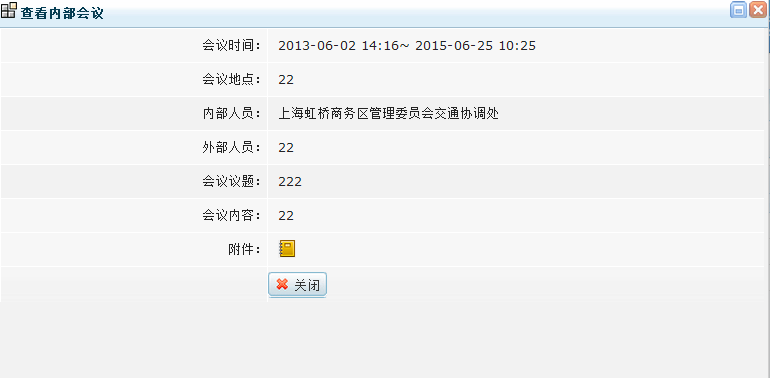 查看内部会议
会议时间： 2013-06-02 14:16~ 2015-06-25 10:25
会议地点： 22
内部人员： 上海虹桥商务区管理委员会交通协调处
外部人员： 22
会议议题： 222
会议内容： 22
附件：
关闭